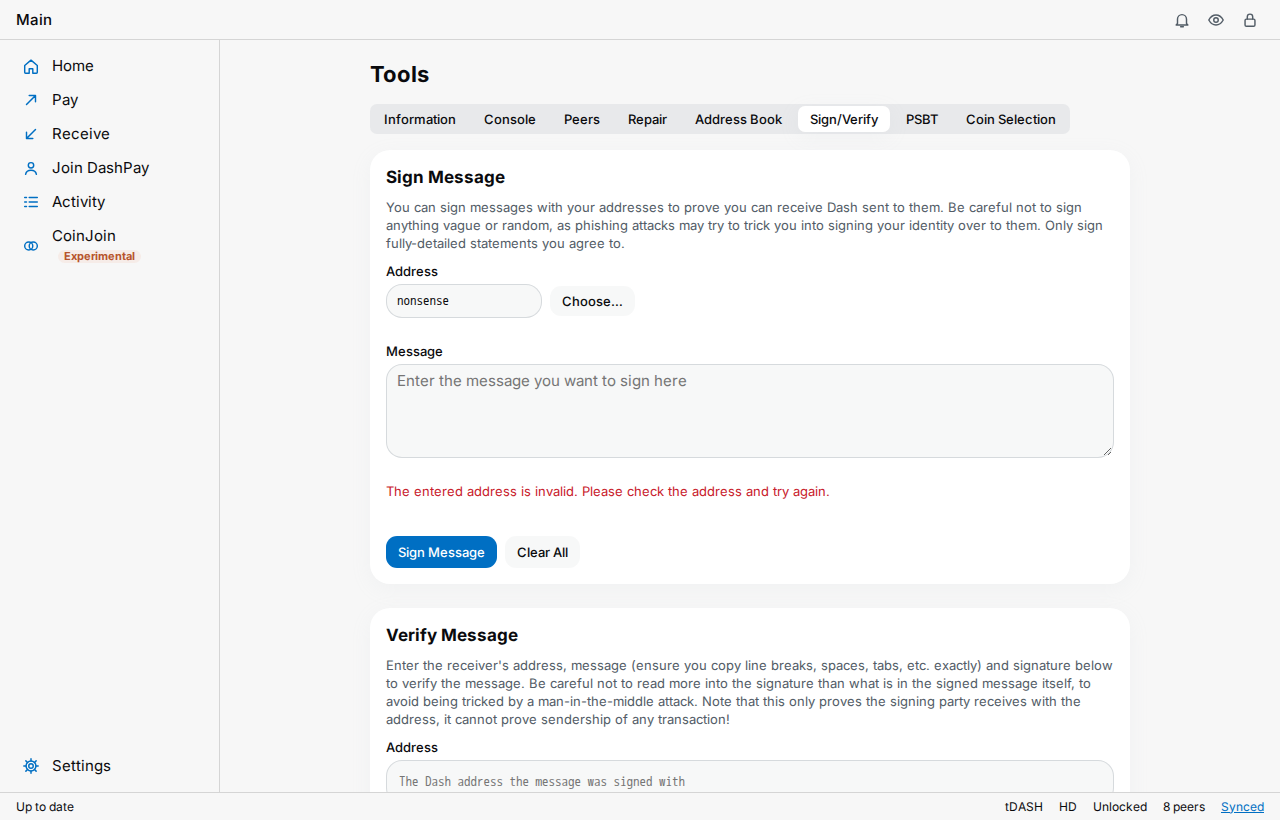 Main
Home
Pay
Receive
Join DashPay
Activity
CoinJoin
Experimental
Settings
Tools
Information Console Peers Repair Address Book Sign/Verify PSBT Coin Selection
Sign Message
You can sign messages with your addresses to prove you can receive Dash sent to them. Be careful not to sign
anything vague or random, as phishing attacks may try to trick you into signing your identity over to them. Only sign
fully-detailed statements you agree to.
Address
nonsense Choose...
Message
Enter the message you want to sign here
The entered address is invalid. Please check the address and try again.
Sign Message Clear All
Verify Message
Enter the receiver's address, message (ensure you copy line breaks, spaces, tabs, etc. exactly) and signature below
to verify the message. Be careful not to read more into the signature than what is in the signed message itself, to
avoid being tricked by a man-in-the-middle attack. Note that this only proves the signing party receives with the
address, it cannot prove sendership of any transaction!
Address
The Dash address the message was signed with
Up to date tDASH HD Unlocked 8 peers Synced